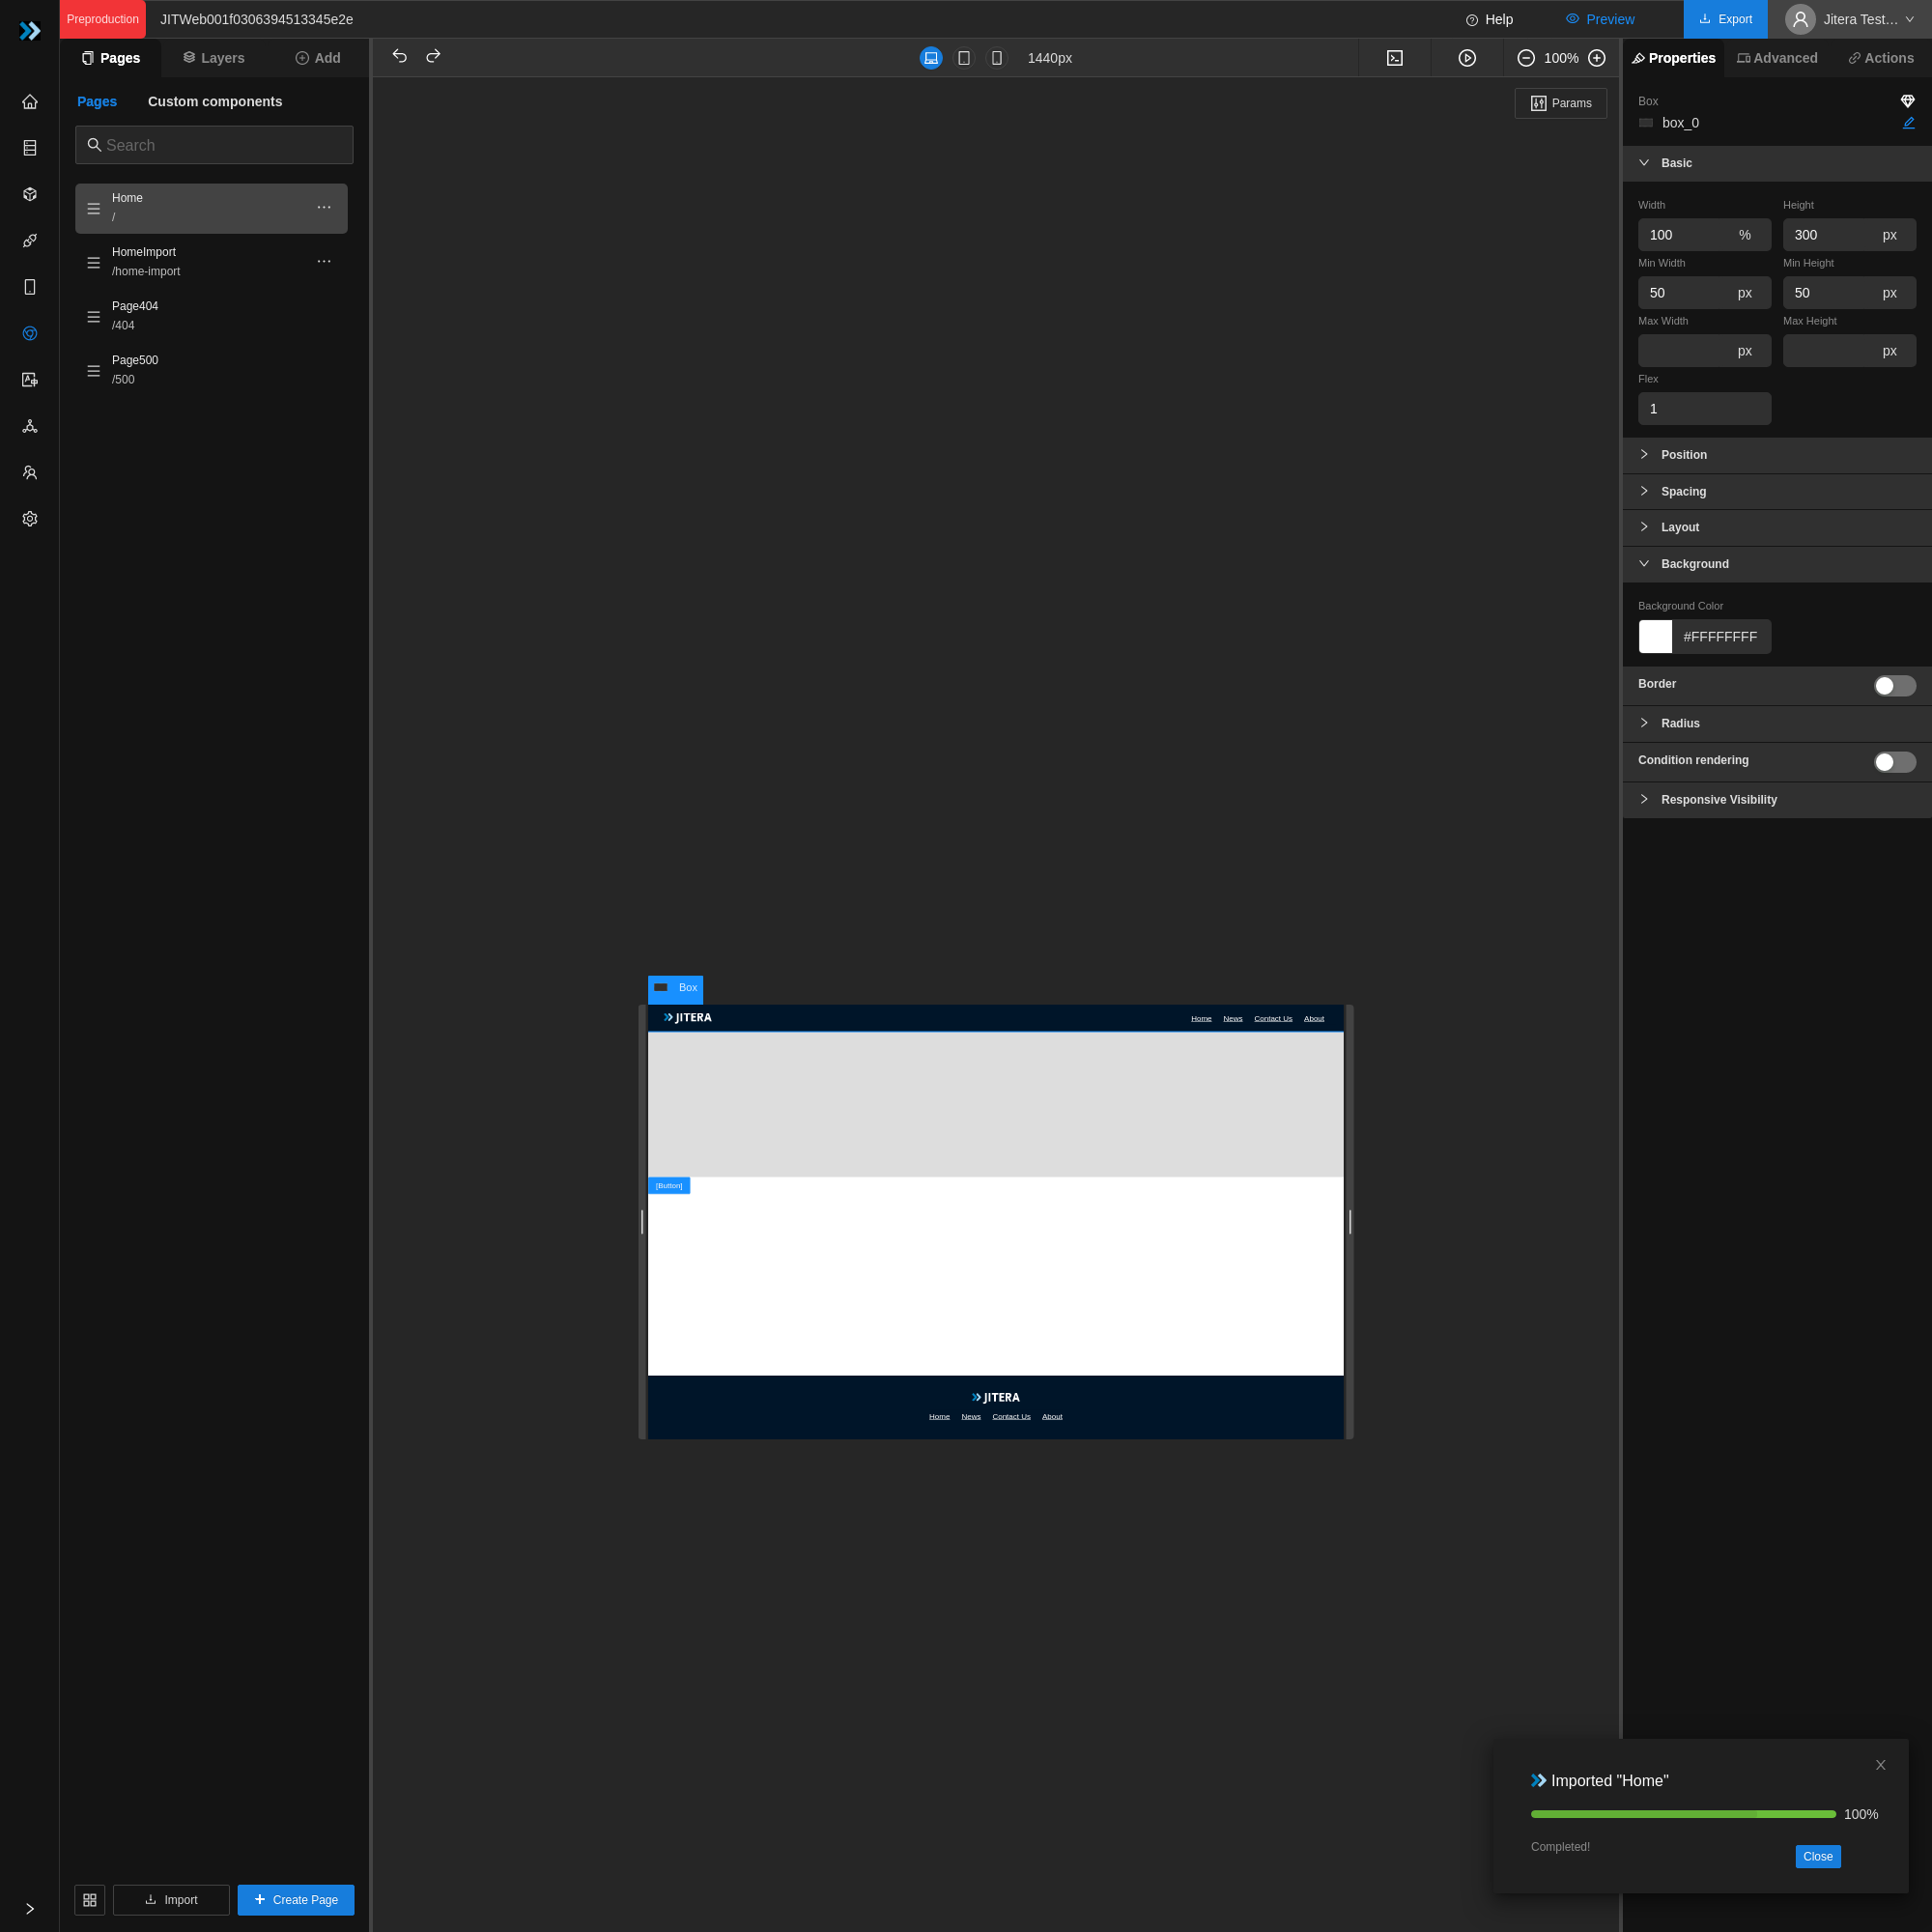 Preproduction
JITWeb001f0306394513345e2e
Help
Preview
Export
Jitera Test...
Pages
Layers
Add
1440px
100%
Properties
Advanced
Actions
Pages
Custom components
Search
Home
/
HomeImport
/home-import
Page404
/404
Page500
/500
Import
Create Page
Params
Box
JITERA
Home News Contact Us About
[Button]
JITERA
Home News Contact Us About
Box
box_0
Basic
Width Height
100 % 300 px
Min Width Min Height
50 px 50 px
Max Width Max Height
px px
Flex
1
Position
Spacing
Layout
Background
Background Color
#FFFFFFFF
Border
Radius
Condition rendering
Responsive Visibility
Imported "Home"
100%
Completed!
Close